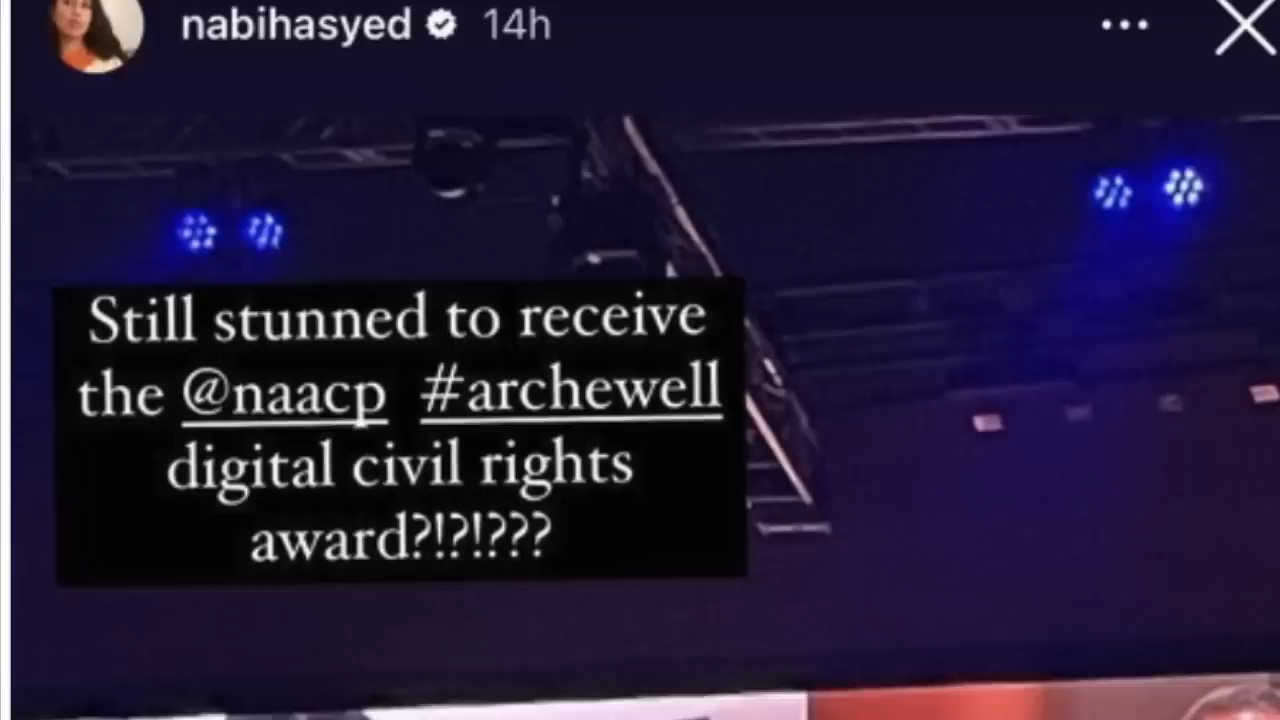 nabihasyed 14h
Still stunned to receive
the @naacp #archewell
digital civil rights
award?!?!???